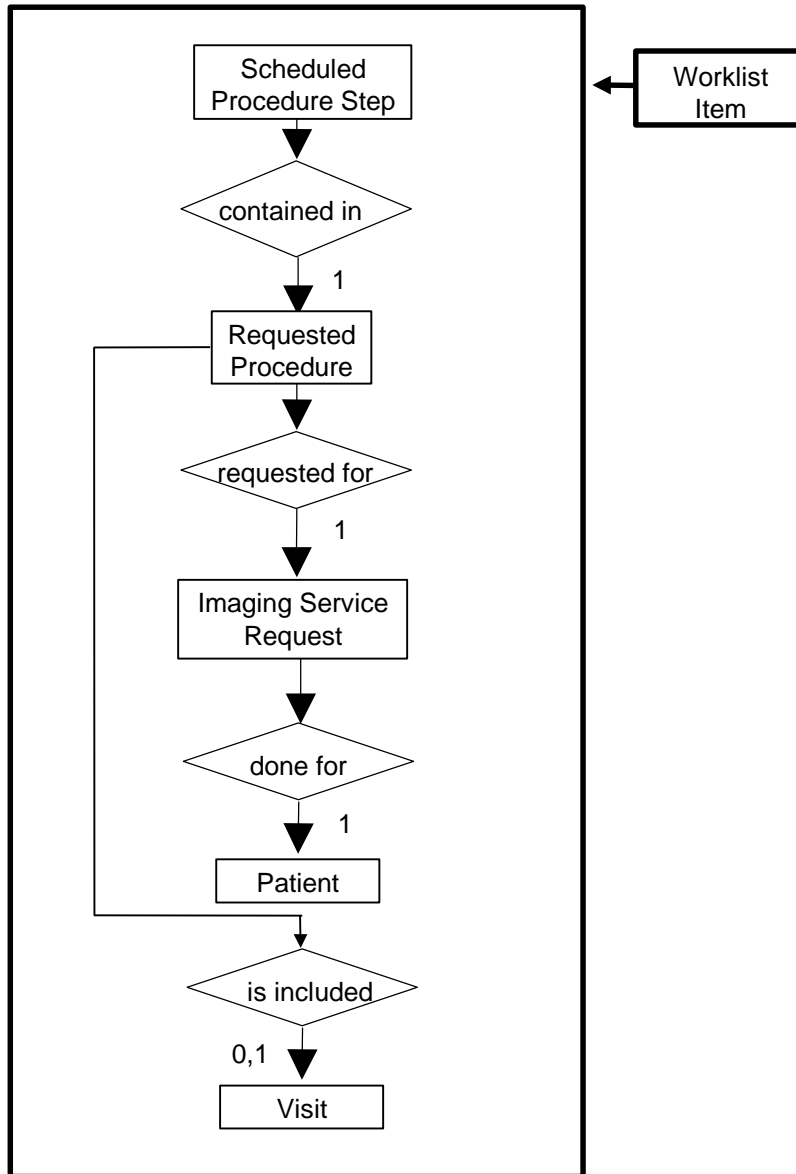 Scheduled
Procedure Step
Worklist
Item
contained in
1
Requested
Procedure
requested for
1
Imaging Service
Request
done for
1
Patient
is included
0,1
Visit